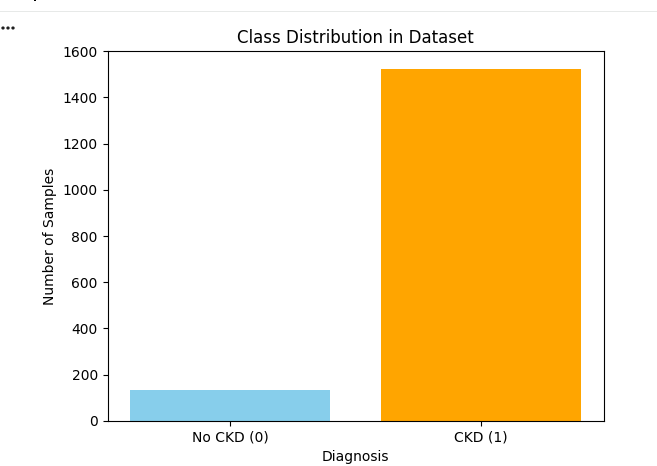 ...
Class Distribution in Dataset
1600
1400
1200
1000
800
600
400
200
0
Number of Samples
No CKD (0) CKD (1)
Diagnosis